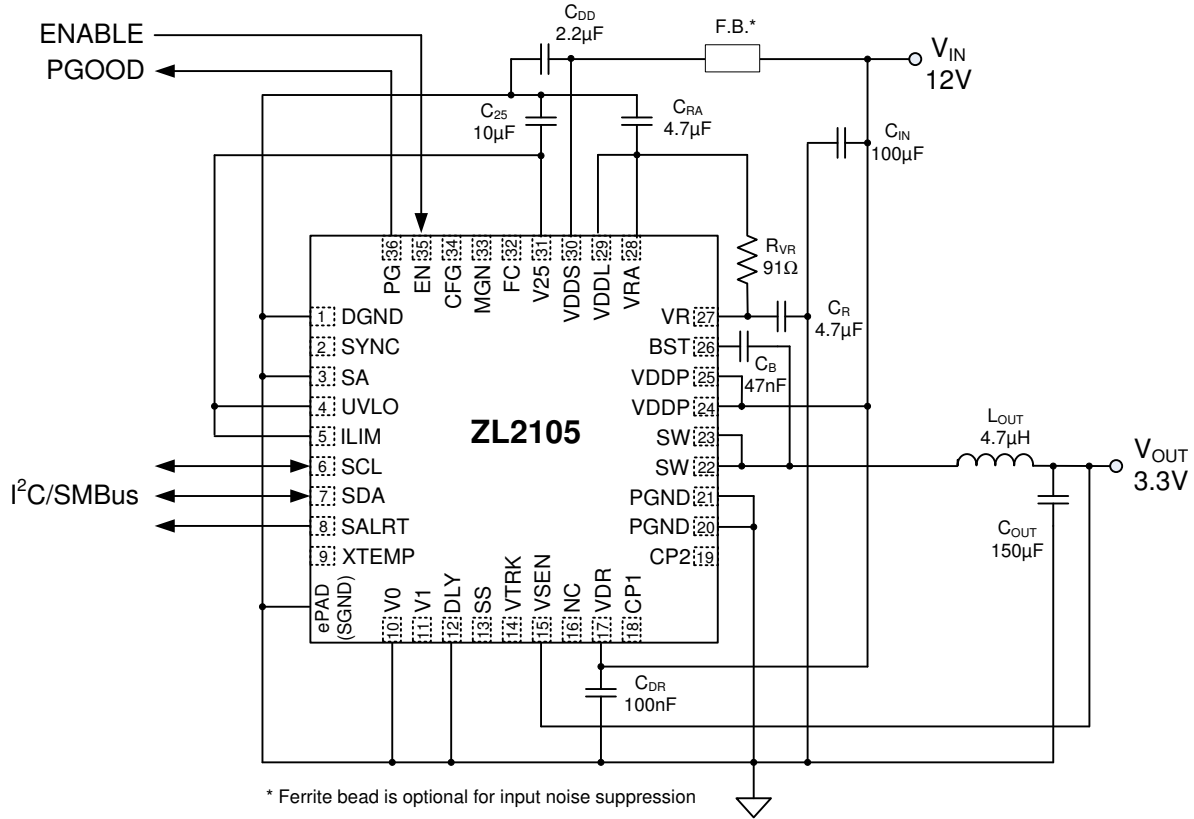 ENABLE
PGOOD
C_DD
2.2µF
F.B.*
V_IN
12V
C_25
10µF
C_RA
4.7µF
C_IN
100µF
R_VR
91Ω
C_R
4.7µF
C_B
47nF
36 PG
35 EN
34 CFG
33 MGN
32 FC
31 V25
30 VDDS
29 VDDL
28 VRA
1 DGND
2 SYNC
3 SA
4 UVLO
5 ILIM
6 SCL
7 SDA
8 SALRT
9 XTEMP
ePAD
(SGND)
I²C/SMBus
ZL2105
VR 27
BST 26
VDDP 25
VDDP 24
SW 23
SW 22
PGND 21
PGND 20
CP2 19
10 V0
11 V1
12 DLY
13 SS
14 VTRK
15 VSEN
16 NC
17 VDR
18 CP1
L_OUT
4.7µH
V_OUT
3.3V
C_OUT
150µF
C_DR
100nF
* Ferrite bead is optional for input noise suppression